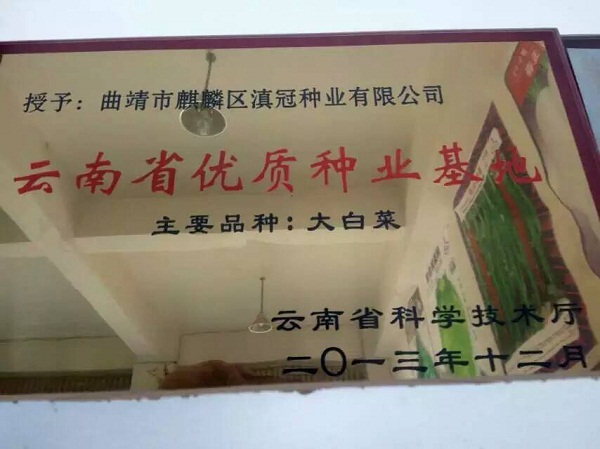 授予：曲靖市麒麟区滇冠种业有限公司
云南省优质种业基地
主要品种：大白菜
云南省科学技术厅
二〇一三年十二月